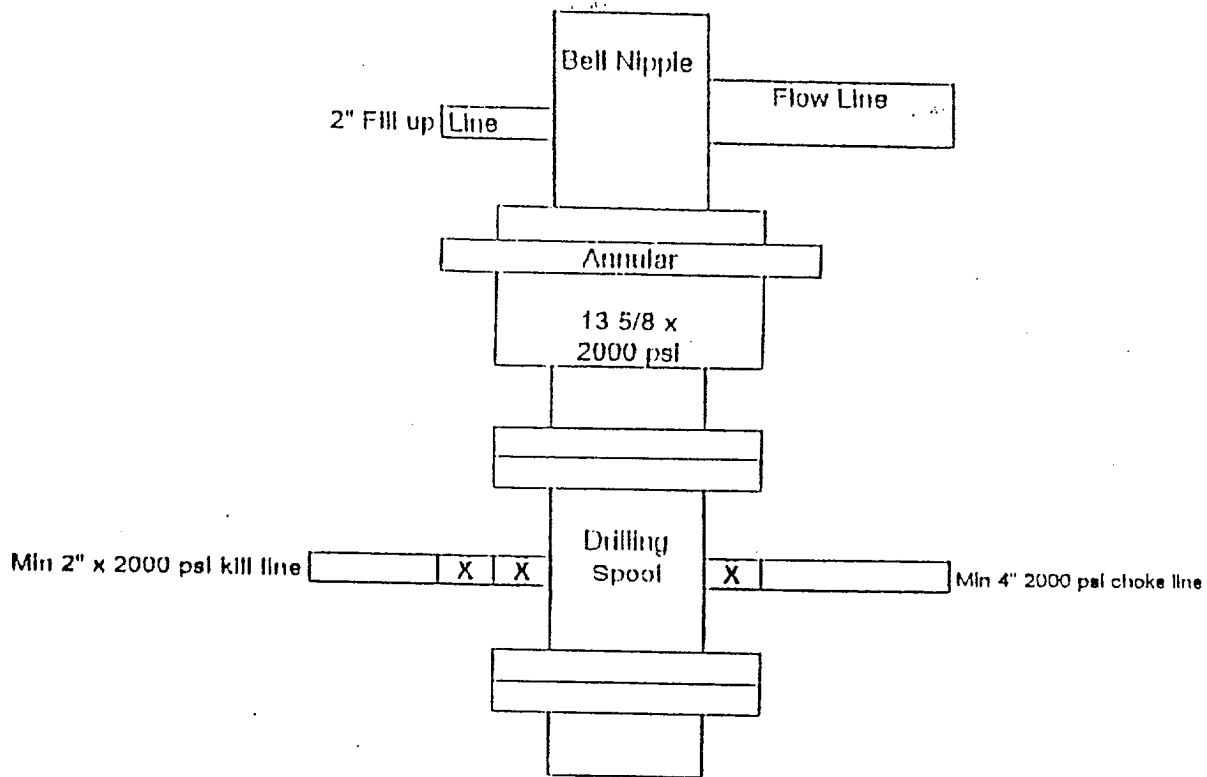 Bell Nipple
Flow Line
2" Fill up Line
Annular
13 5/8 x
2000 psi
Drilling
Spool
Min 2" x 2000 psi kill line
X X
X
Min 4" 2000 psi choke line